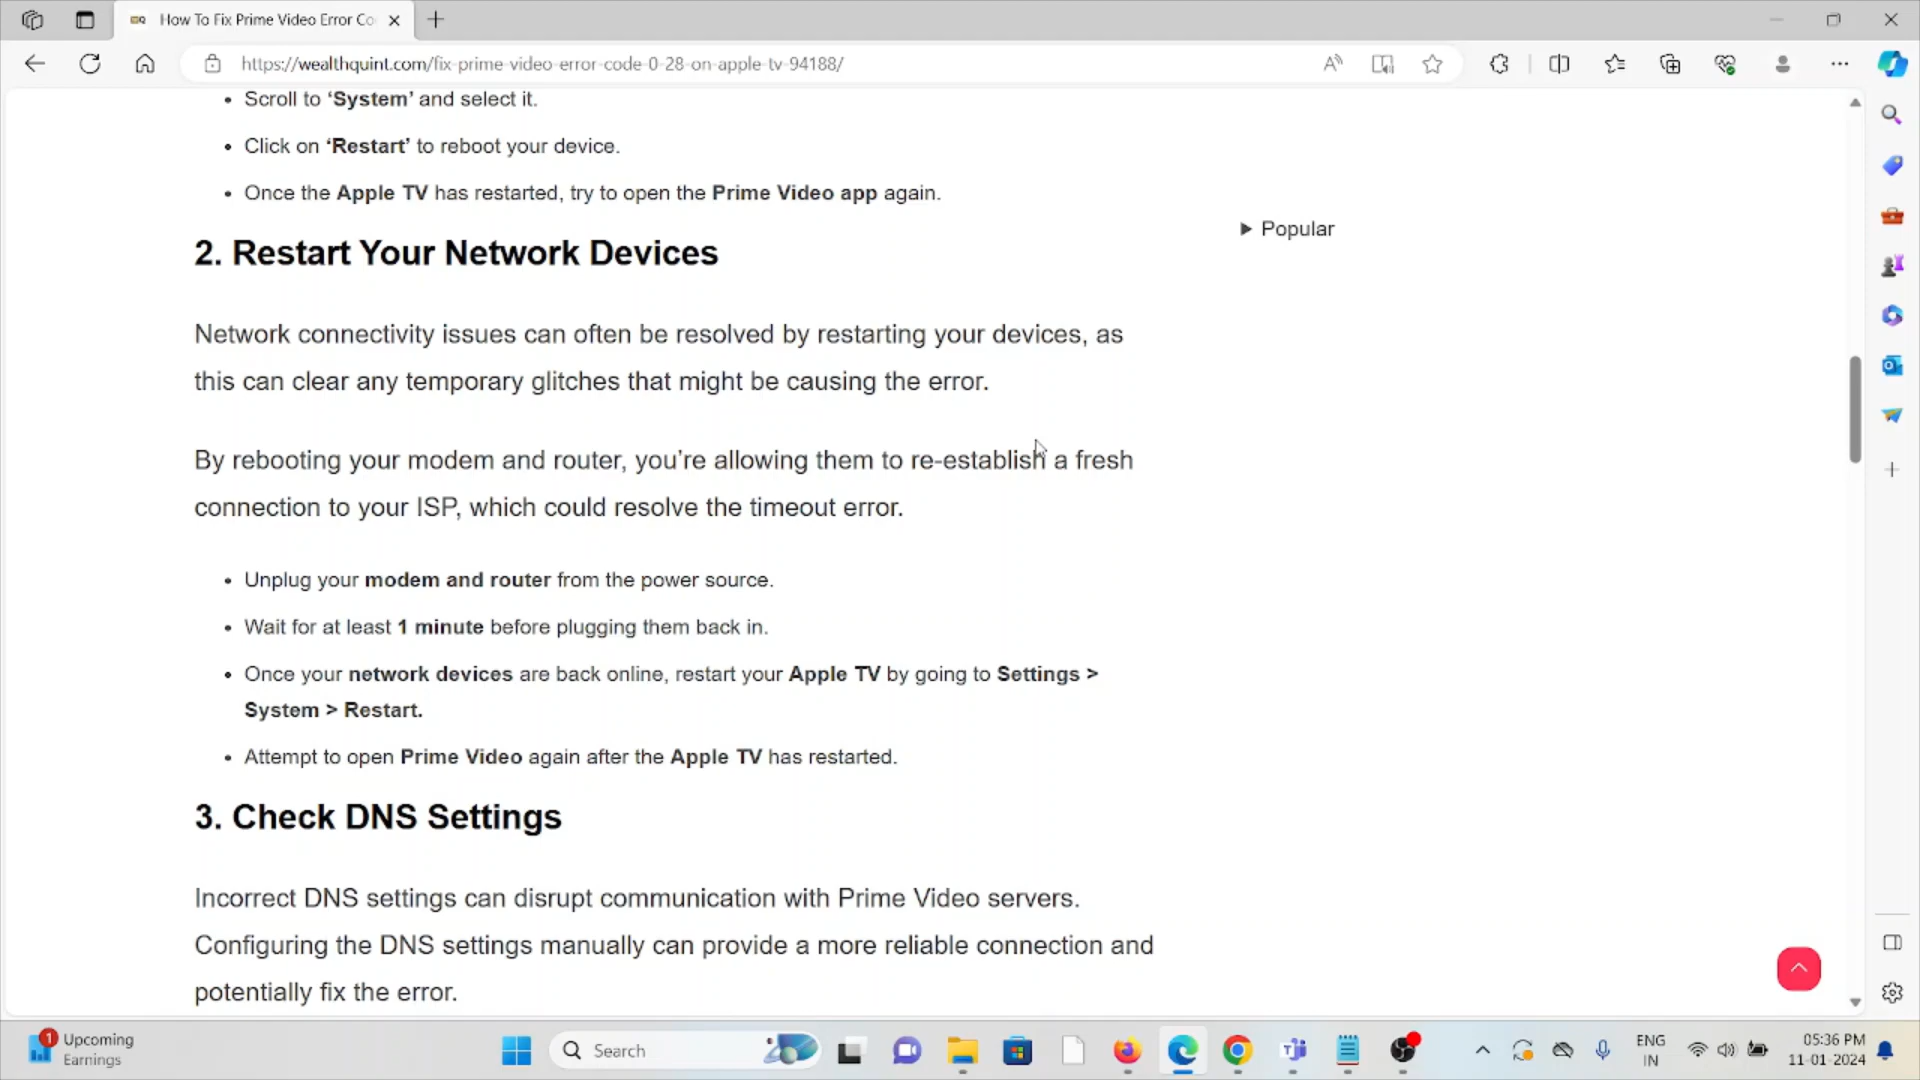 How To Fix Prime Video Error Co
https://wealthquint.com/fix-prime-video-error-code-0-28-on-apple-tv-94188/
• Scroll to ‘System’ and select it.
• Click on ‘Restart’ to reboot your device.
• Once the Apple TV has restarted, try to open the Prime Video app again.
Popular
2. Restart Your Network Devices
Network connectivity issues can often be resolved by restarting your devices, as
this can clear any temporary glitches that might be causing the error.
By rebooting your modem and router, you’re allowing them to re-establish a fresh
connection to your ISP, which could resolve the timeout error.
• Unplug your modem and router from the power source.
• Wait for at least 1 minute before plugging them back in.
• Once your network devices are back online, restart your Apple TV by going to Settings >
System > Restart.
• Attempt to open Prime Video again after the Apple TV has restarted.
3. Check DNS Settings
Incorrect DNS settings can disrupt communication with Prime Video servers.
Configuring the DNS settings manually can provide a more reliable connection and
potentially fix the error.
1
Upcoming
Earnings
Search
ENG
IN
05:36 PM
11-01-2024